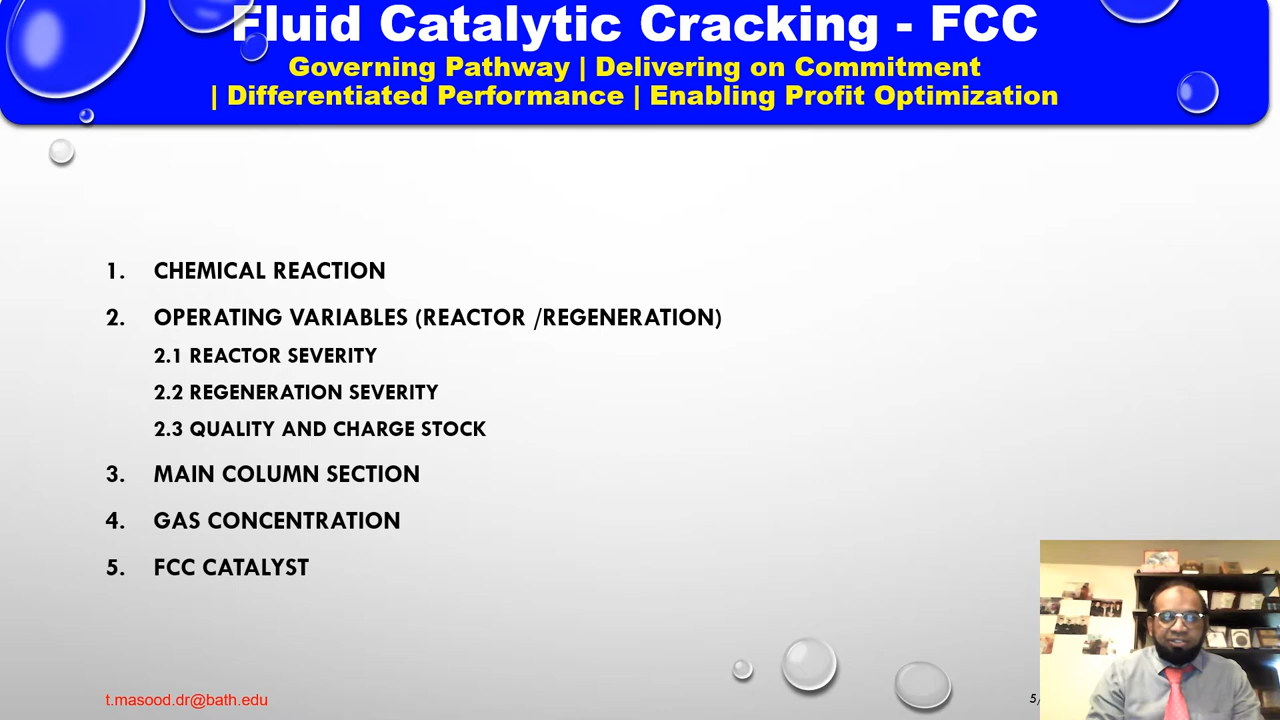 Fluid Catalytic Cracking - FCC
Governing Pathway | Delivering on Commitment
| Differentiated Performance | Enabling Profit Optimization
1. CHEMICAL REACTION
2. OPERATING VARIABLES (REACTOR /REGENERATION)
2.1 REACTOR SEVERITY
2.2 REGENERATION SEVERITY
2.3 QUALITY AND CHARGE STOCK
3. MAIN COLUMN SECTION
4. GAS CONCENTRATION
5. FCC CATALYST
t.masood.dr@bath.edu
5/